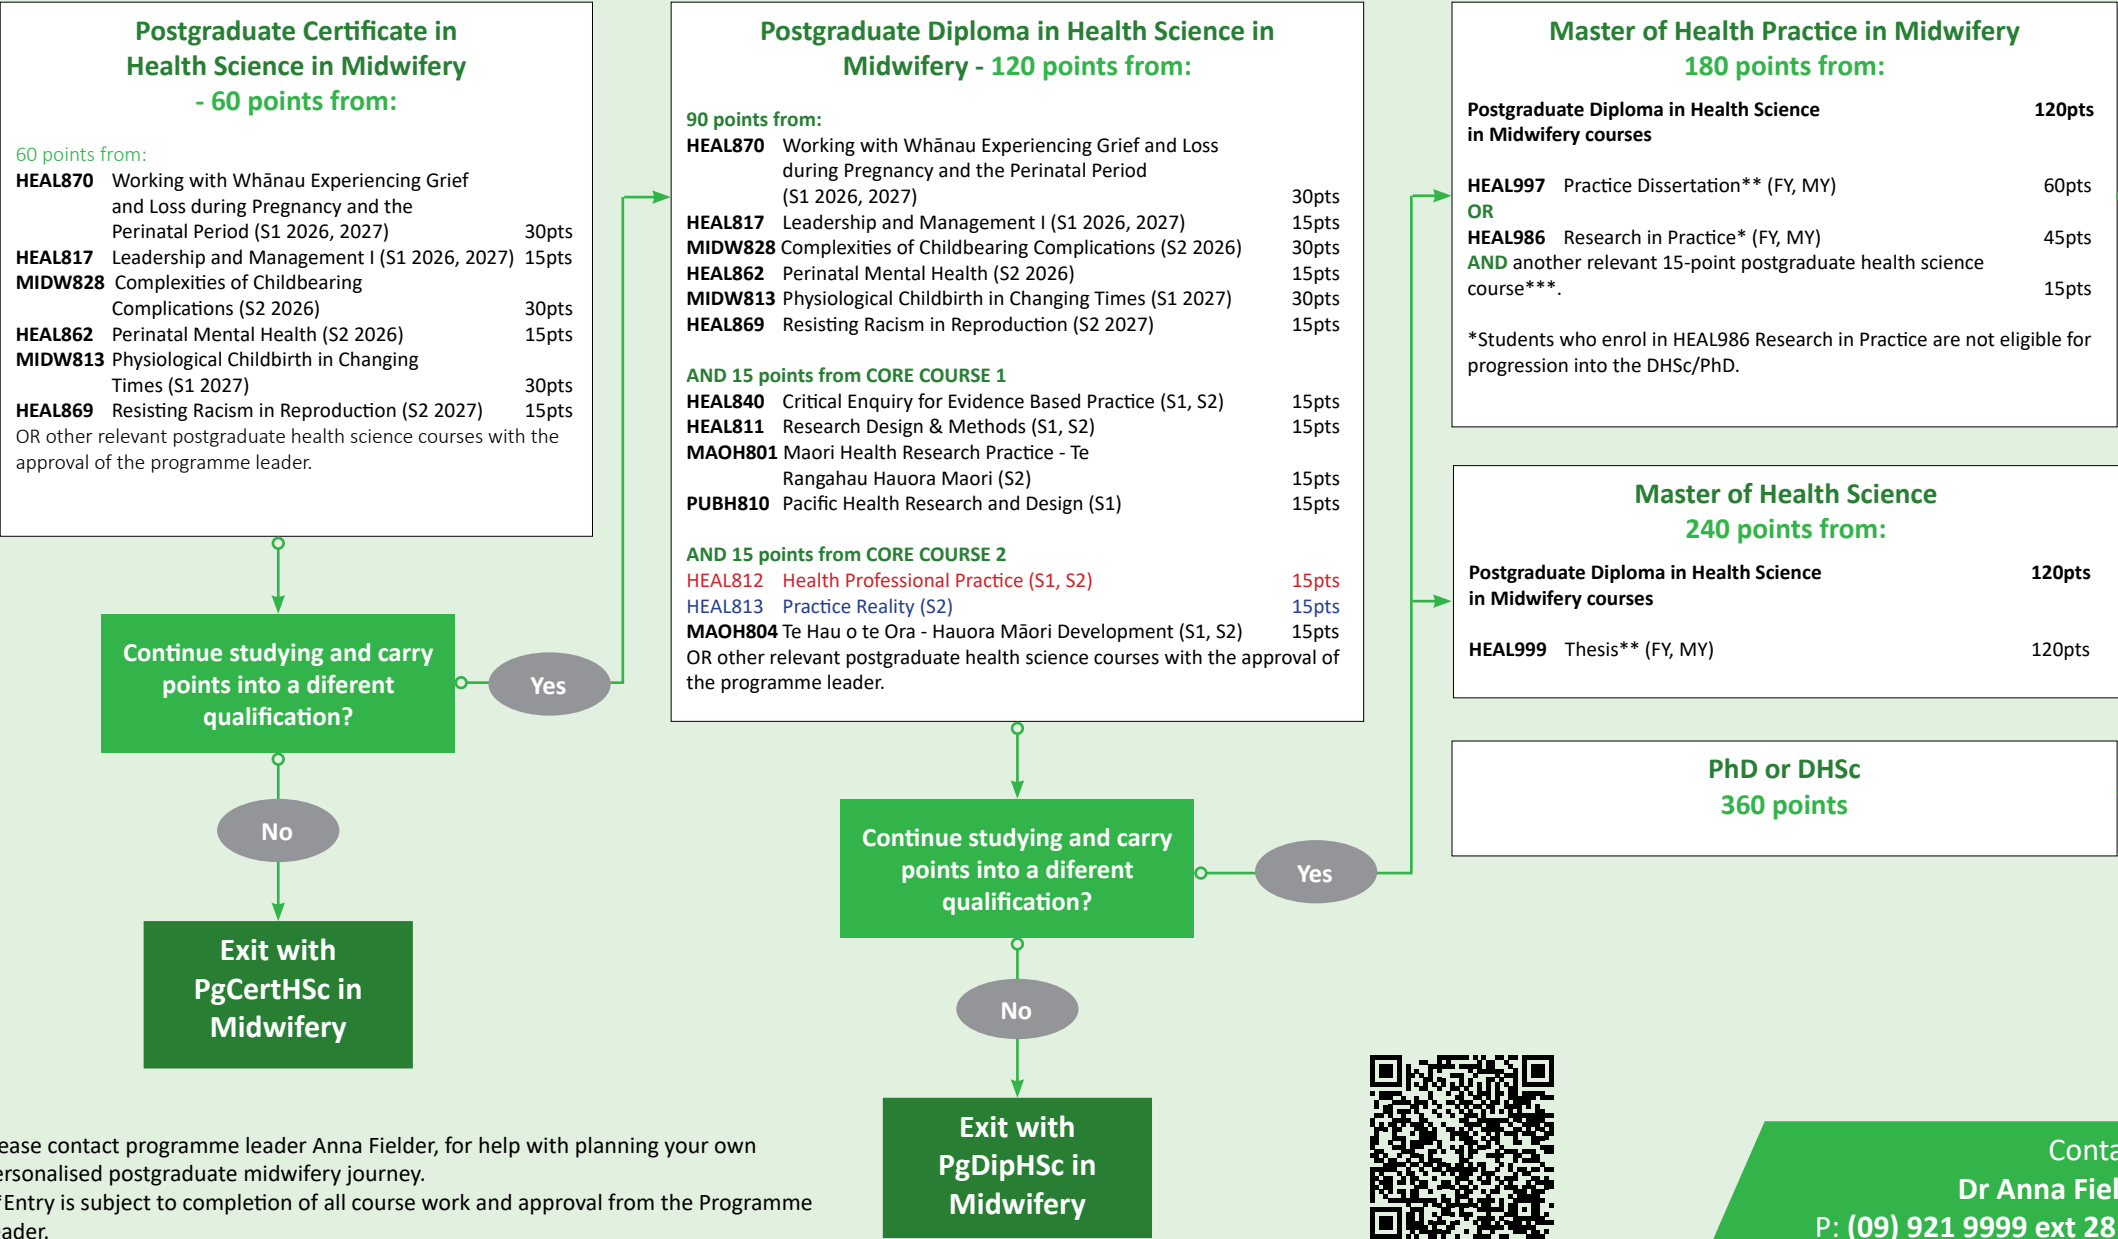 Postgraduate Certificate in
Health Science in Midwifery
- 60 points from:
60 points from:
HEAL870 Working with Whānau Experiencing Grief
and Loss during Pregnancy and the
Perinatal Period (S1 2026, 2027) 30pts
HEAL817 Leadership and Management I (S1 2026, 2027) 15pts
MIDW828 Complexities of Childbearing
Complications (S2 2026) 30pts
HEAL862 Perinatal Mental Health (S2 2026) 15pts
MIDW813 Physiological Childbirth in Changing
Times (S1 2027) 30pts
HEAL869 Resisting Racism in Reproduction (S2 2027) 15pts
OR other relevant postgraduate health science courses with the
approval of the programme leader.
Continue studying and carry
points into a diferent
qualification?
Yes
No
Exit with
PgCertHSc in
Midwifery
Postgraduate Diploma in Health Science in
Midwifery - 120 points from:
90 points from:
HEAL870 Working with Whānau Experiencing Grief and Loss
during Pregnancy and the Perinatal Period
(S1 2026, 2027) 30pts
HEAL817 Leadership and Management I (S1 2026, 2027) 15pts
MIDW828 Complexities of Childbearing Complications (S2 2026) 30pts
HEAL862 Perinatal Mental Health (S2 2026) 15pts
MIDW813 Physiological Childbirth in Changing Times (S1 2027) 30pts
HEAL869 Resisting Racism in Reproduction (S2 2027) 15pts
AND 15 points from CORE COURSE 1
HEAL840 Critical Enquiry for Evidence Based Practice (S1, S2) 15pts
HEAL811 Research Design & Methods (S1, S2) 15pts
MAOH801 Maori Health Research Practice - Te
Rangahau Hauora Maori (S2) 15pts
PUBH810 Pacific Health Research and Design (S1) 15pts
AND 15 points from CORE COURSE 2
HEAL812 Health Professional Practice (S1, S2) 15pts
HEAL813 Practice Reality (S2) 15pts
MAOH804 Te Hau o te Ora - Hauora Māori Development (S1, S2) 15pts
OR other relevant postgraduate health science courses with the approval of
the programme leader.
Continue studying and carry
points into a diferent
qualification?
Yes
No
Exit with
PgDipHSc in
Midwifery
Master of Health Practice in Midwifery
180 points from:
Postgraduate Diploma in Health Science 120pts
in Midwifery courses
HEAL997 Practice Dissertation** (FY, MY) 60pts
OR
HEAL986 Research in Practice* (FY, MY) 45pts
AND another relevant 15-point postgraduate health science
course***. 15pts
*Students who enrol in HEAL986 Research in Practice are not eligible for
progression into the DHSc/PhD.
Master of Health Science
240 points from:
Postgraduate Diploma in Health Science 120pts
in Midwifery courses
HEAL999 Thesis** (FY, MY) 120pts
PhD or DHSc
360 points
ease contact programme leader Anna Fielder, for help with planning your own
ersonalised postgraduate midwifery journey.
*Entry is subject to completion of all course work and approval from the Programme
eader.
Conta
Dr Anna Fiel
P: (09) 921 9999 ext 28